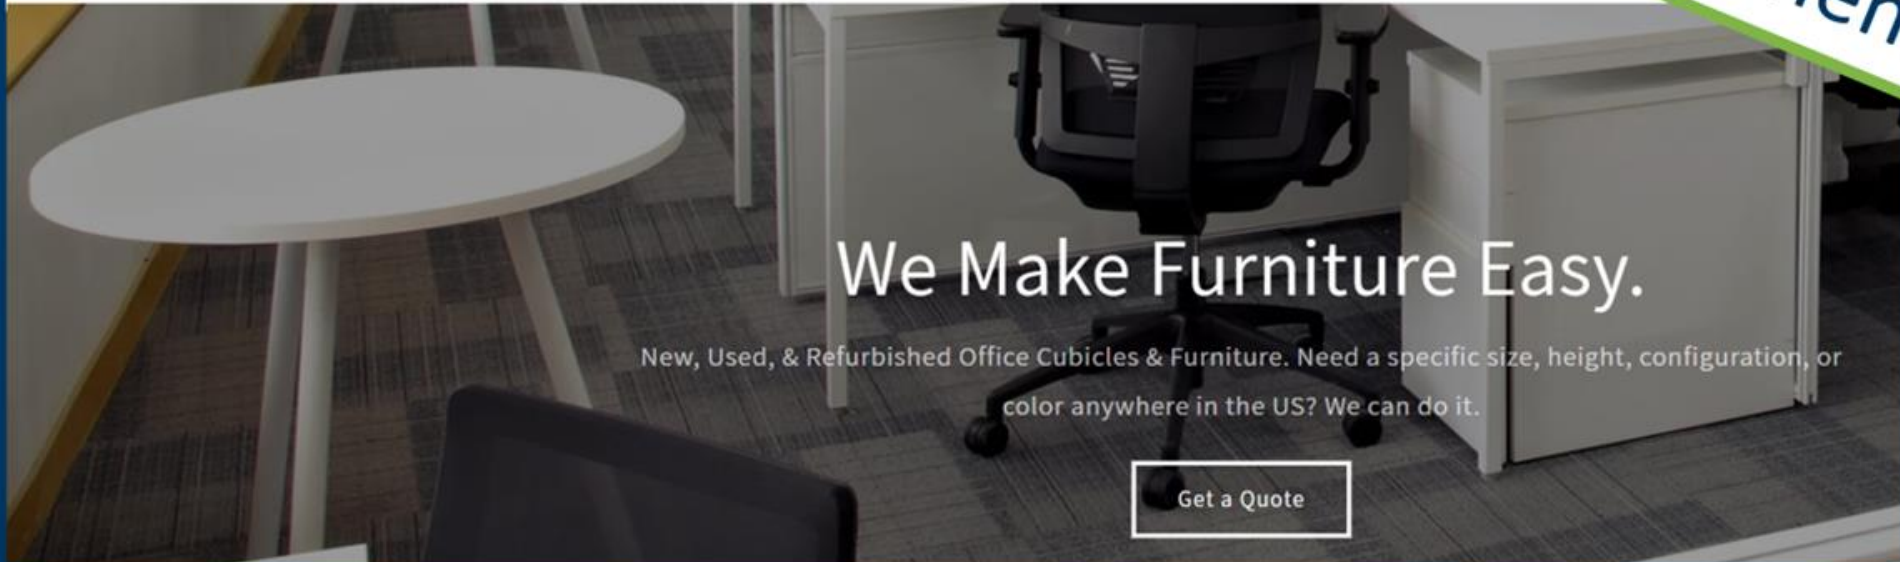 We Make Furniture Easy.
New, Used, & Refurbished Office Cubicles & Furniture. Need a specific size, height, configuration, or
color anywhere in the US? We can do it.
Get a Quote